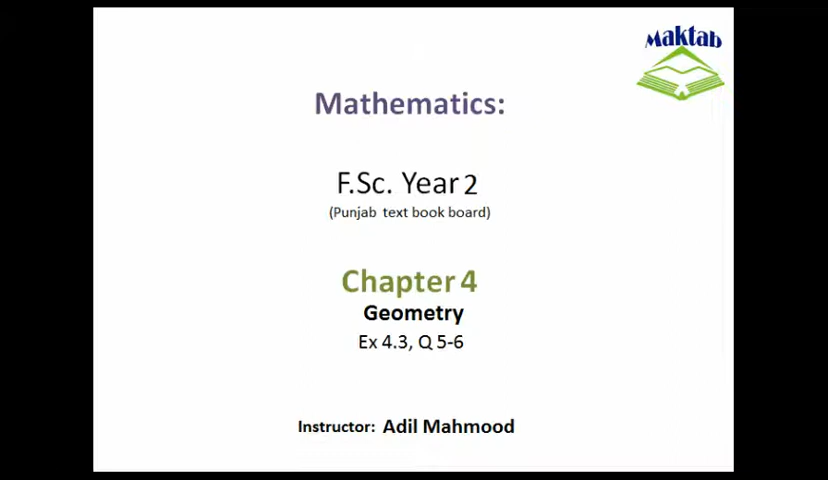 Maktab
Mathematics:
F.Sc. Year 2
(Punjab text book board)
Chapter 4
Geometry
Ex 4.3, Q 5-6
Instructor: Adil Mahmood